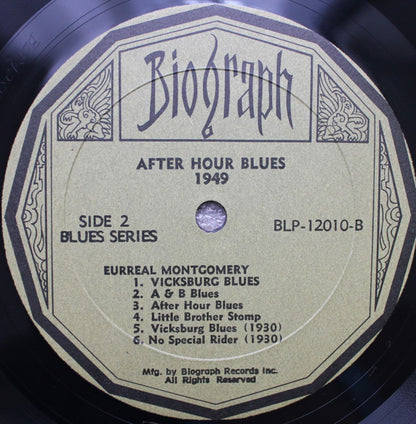 Biograph
AFTER HOUR BLUES
1949
SIDE 2
BLUES SERIES
BLP-12010-B
EURREAL MONTGOMERY
1. VICKSBURG BLUES
2. A & B Blues
3. After Hour Blues
4. Little Brother Stomp
5. Vicksburg Blues (1930)
6. No Special Rider (1930)
Mfg. by Biograph Records Inc.
All Rights Reserved